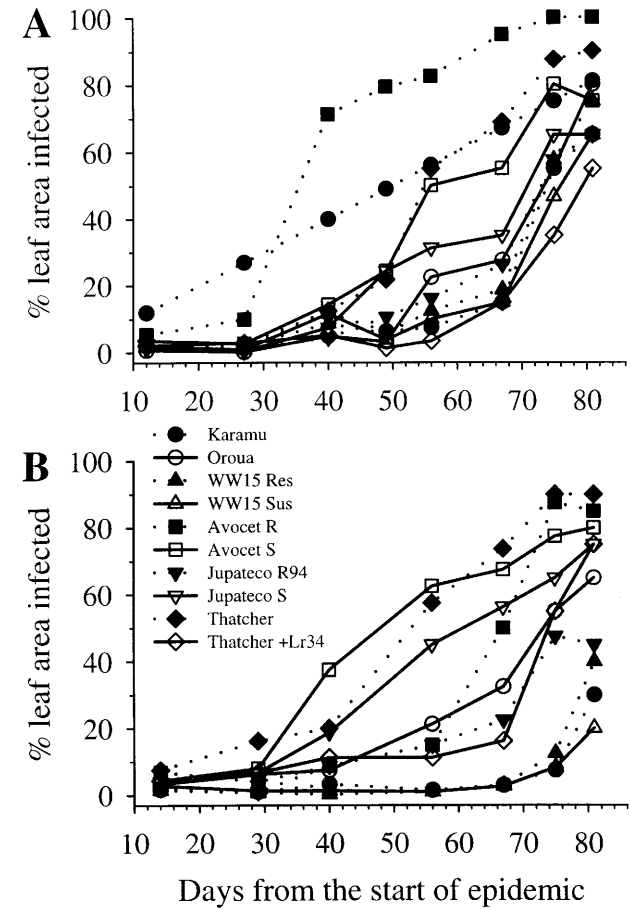 A
100
80
60
40
20
0
% leaf area infected
10 20 30 40 50 60 70 80
Karamu
Oroua
WW15 Res
WW15 Sus
Avocet R
Avocet S
Jupateco R94
Jupateco S
Thatcher
Thatcher +Lr34
B
100
80
60
40
20
0
% leaf area infected
10 20 30 40 50 60 70 80
Days from the start of epidemic